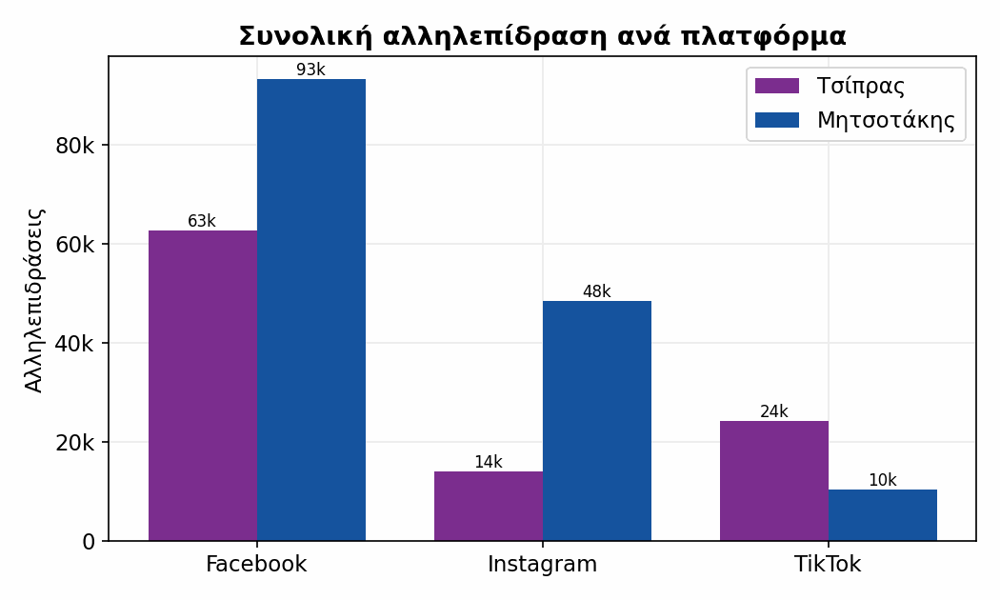 Συνολική αλληλεπίδραση ανά πλατφόρμα
Τσίπρας
Μητσοτάκης
Αλληλεπιδράσεις
80k
60k
40k
20k
0
63k
93k
14k
48k
24k
10k
Facebook
Instagram
TikTok